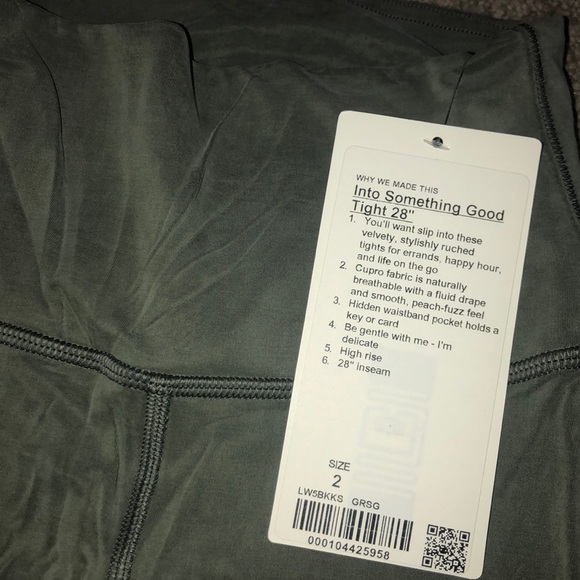 WHY WE MADE THIS
Into Something Good
Tight 28"
1. You'll want slip into these
velvety, stylishly ruched
tights for errands, happy hour,
and life on the go
2. Cupro fabric is naturally
breathable with a fluid drape
and smooth, peach-fuzz feel
3. Hidden waistband pocket holds a
key or card
4. Be gentle with me - I'm
delicate
5. High rise
6. 28" inseam
SIZE
2
LW5BKKS GRSG
000104425958